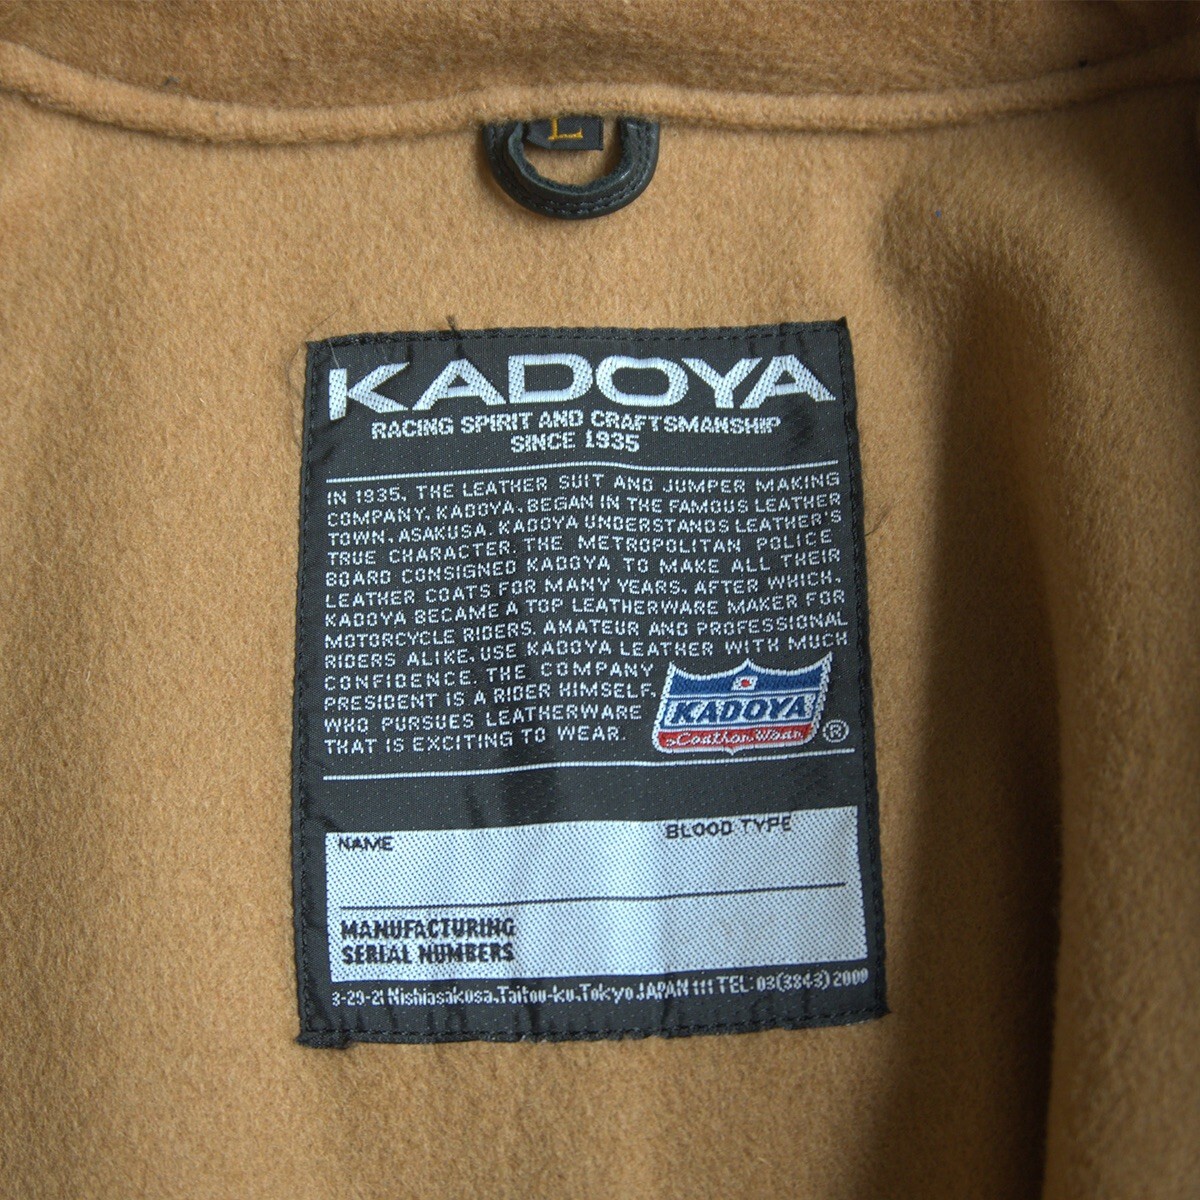 L
KADOYA
RACING SPIRIT AND CRAFTSMANSHIP
SINCE 1935
IN 1935, THE LEATHER SUIT AND JUMPER MAKING
COMPANY, KADOYA, BEGAN IN THE FAMOUS LEATHER
TOWN, ASAKUSA. KADOYA UNDERSTANDS LEATHER'S
TRUE CHARACTER. THE METROPOLITAN POLICE
BOARD CONSIGNED KADOYA TO MAKE ALL THEIR
LEATHER COATS FOR MANY YEARS. AFTER WHICH,
KADOYA BECAME A TOP LEATHERWARE MAKER FOR
MOTORCYCLE RIDERS. AMATEUR AND PROFESSIONAL
RIDERS ALIKE, USE KADOYA LEATHER WITH MUCH
CONFIDENCE. THE COMPANY
PRESIDENT IS A RIDER HIMSELF,
WHO PURSUES LEATHERWARE
THAT IS EXCITING TO WEAR.
KADOYA
Leather Wear
®
NAME BLOOD TYPE
MANUFACTURING
SERIAL NUMBERS
3-29-21 Nishiasakusa, Taitou-ku, Tokyo JAPAN 111 TEL: 03(3843)2000